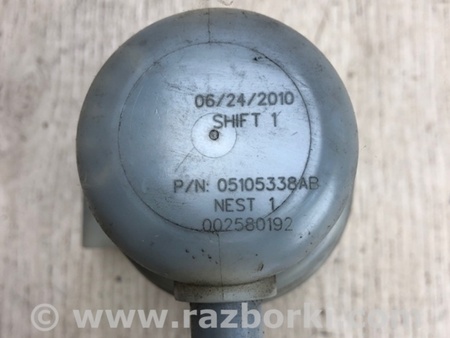 06/24/2010
SHIFT 1
P/N: 05105338AB
NEST 1
002580192
© www.razborka.